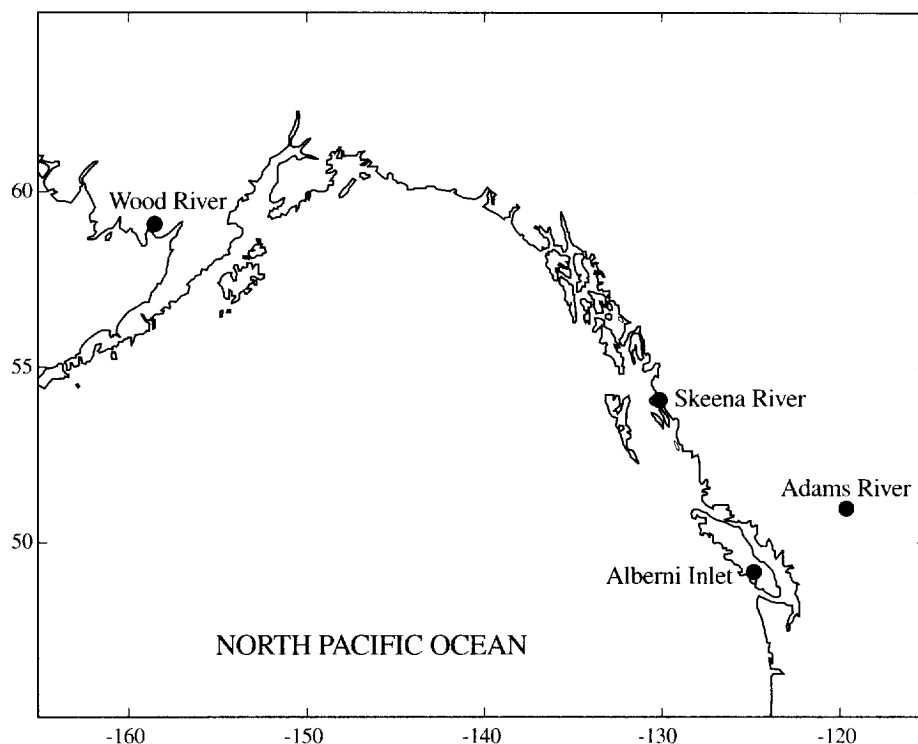 60
Wood River
55
Skeena River
Adams River
50
Alberni Inlet
NORTH PACIFIC OCEAN
-160
-150
-140
-130
-120